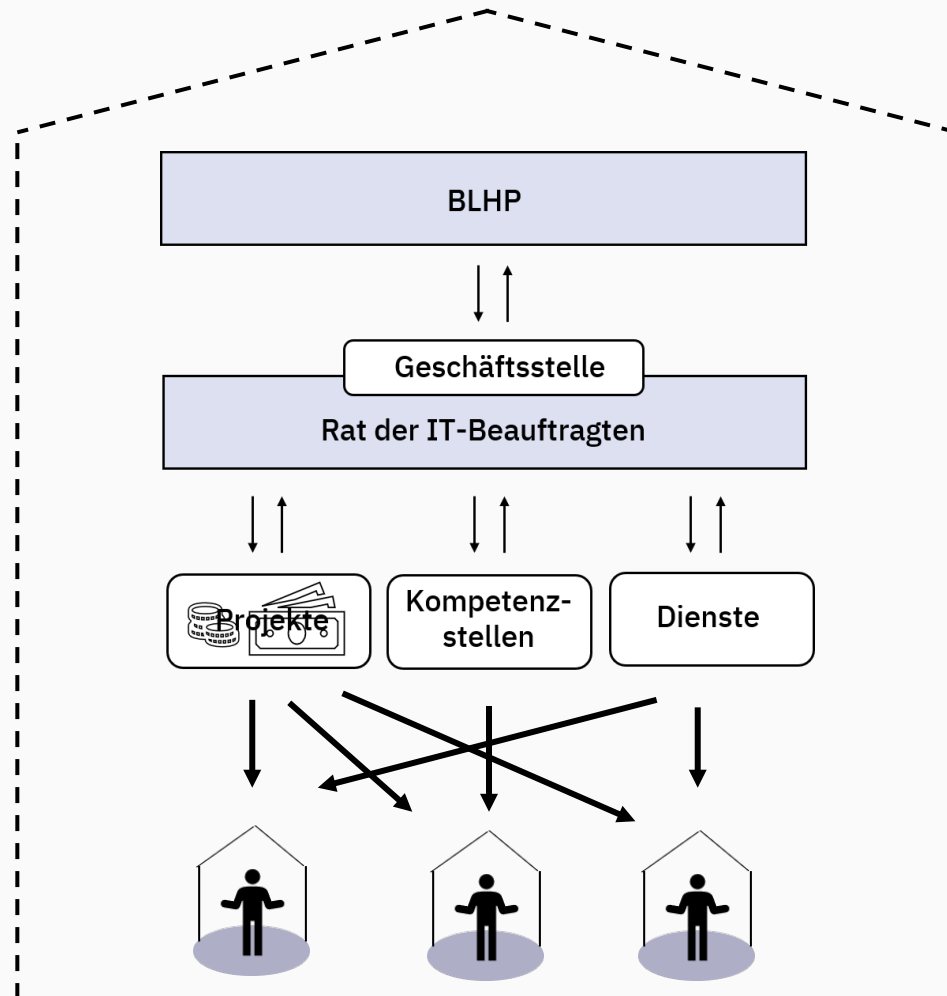 BLHP
Geschäftsstelle
Rat der IT-Beauftragten
Projekte
Kompetenz-
stellen
Dienste